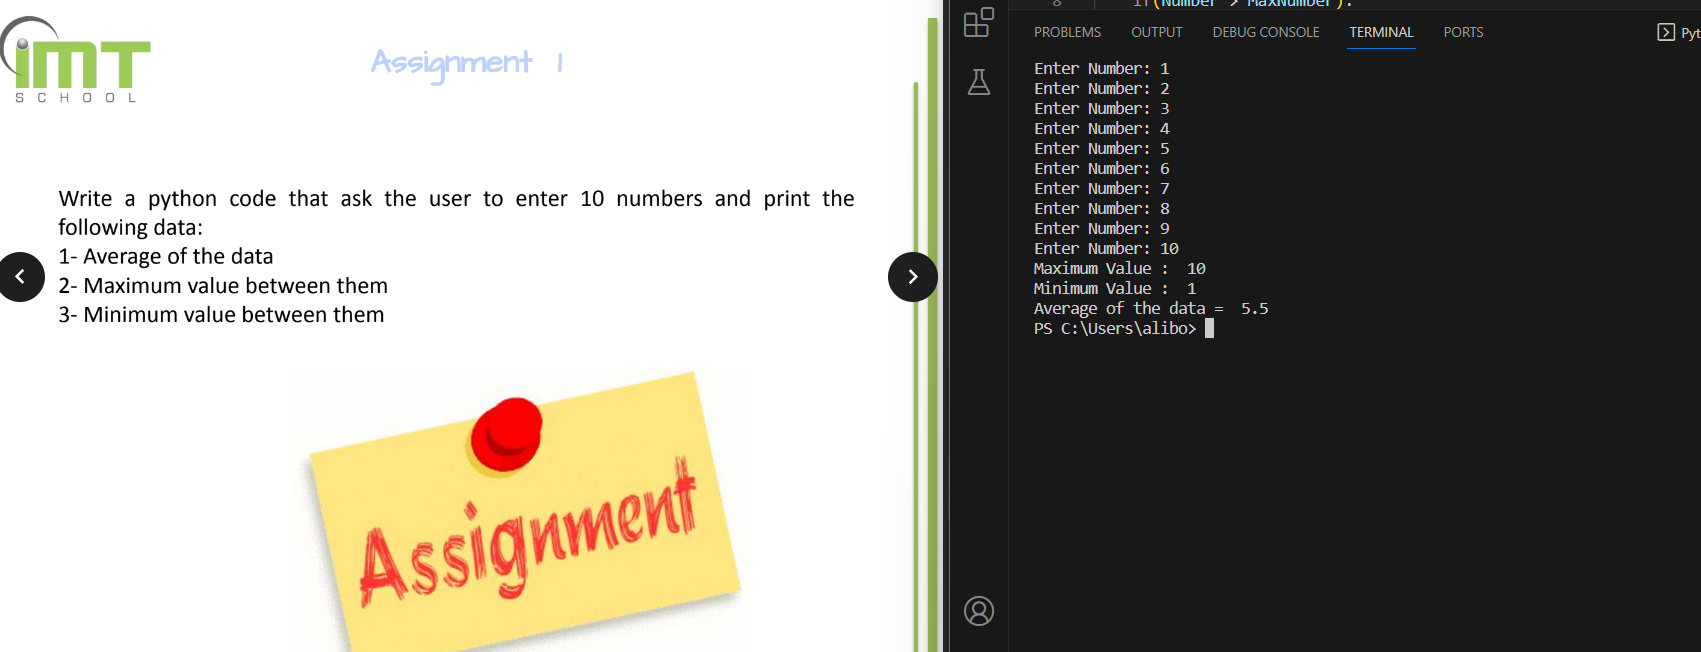 iMT
SCHOOL
Assignment 1
Write a python code that ask the user to enter 10 numbers and print the
following data:
1- Average of the data
2- Maximum value between them
3- Minimum value between them
Assignment
8 if(Number > MaxNumber):
PROBLEMS OUTPUT DEBUG CONSOLE TERMINAL PORTS Pyt
Enter Number: 1
Enter Number: 2
Enter Number: 3
Enter Number: 4
Enter Number: 5
Enter Number: 6
Enter Number: 7
Enter Number: 8
Enter Number: 9
Enter Number: 10
Maximum Value :  10
Minimum Value :  1
Average of the data =  5.5
PS C:\Users\alibo>